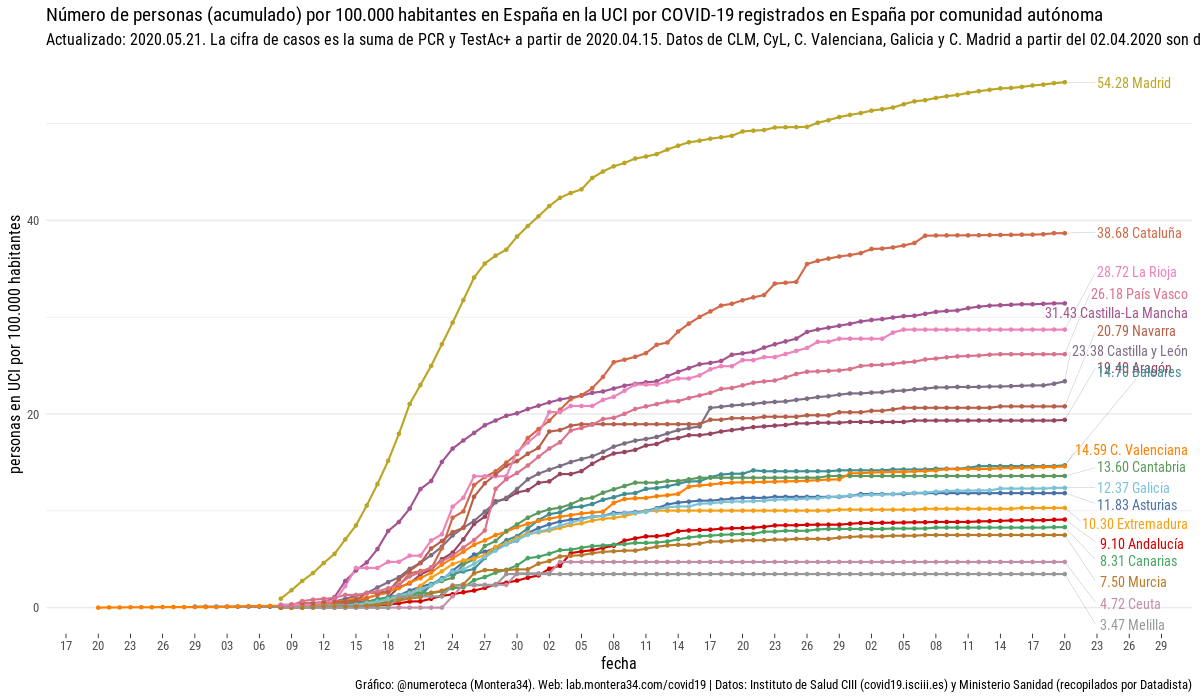 Número de personas (acumulado) por 100.000 habitantes en España en la UCI por COVID-19 registrados en España por comunidad autónoma
Actualizado: 2020.05.21. La cifra de casos es la suma de PCR y TestAc+ a partir de 2020.04.15. Datos de CLM, CyL, C. Valenciana, Galicia y C. Madrid a partir del 02.04.2020 son d
personas en UCI por 100.000 habitantes
40
20
0
54.28 Madrid
38.68 Cataluña
28.72 La Rioja
26.18 País Vasco
31.43 Castilla-La Mancha
20.79 Navarra
23.38 Castilla y León
19.40 Aragón
14.70 Baleares
14.59 C. Valenciana
13.60 Cantabria
12.37 Galicia
11.83 Asturias
10.30 Extremadura
9.10 Andalucía
8.31 Canarias
7.50 Murcia
4.72 Ceuta
3.47 Melilla
17 20 23 26 29 03 06 09 12 15 18 21 24 27 30 02 05 08 11 14 17 20 23 26 29 02 05 08 11 14 17 20 23 26 29
fecha
Gráfico: @numeroteca (Montera34). Web: lab.montera34.com/covid19 | Datos: Instituto de Salud CIII (covid19.isciii.es) y Ministerio Sanidad (recopilados por Datadista)